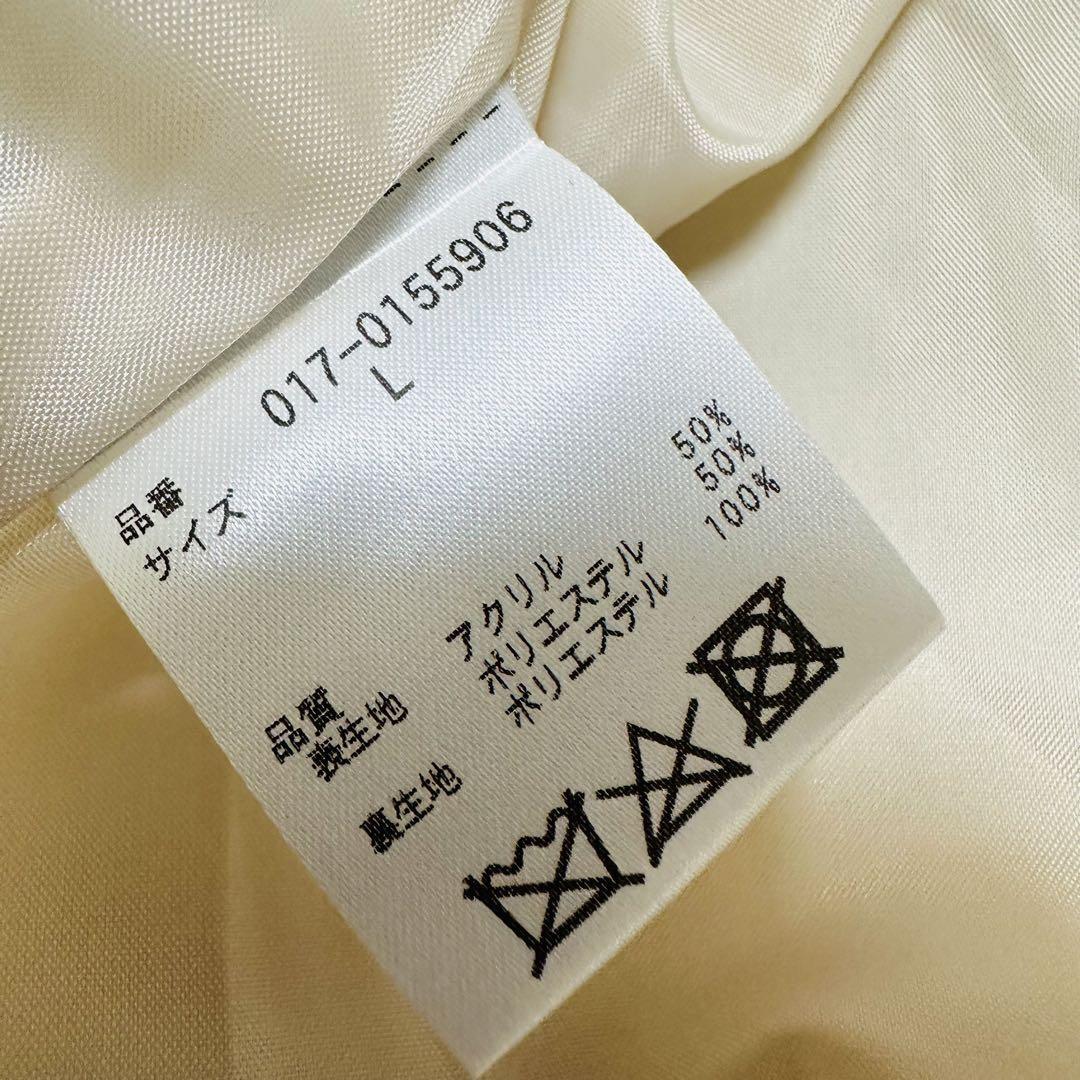 品番 017-0155906
サイズ L
品質
表生地 アクリル 50%
ポリエステル 50%
裏生地 ポリエステル 100%